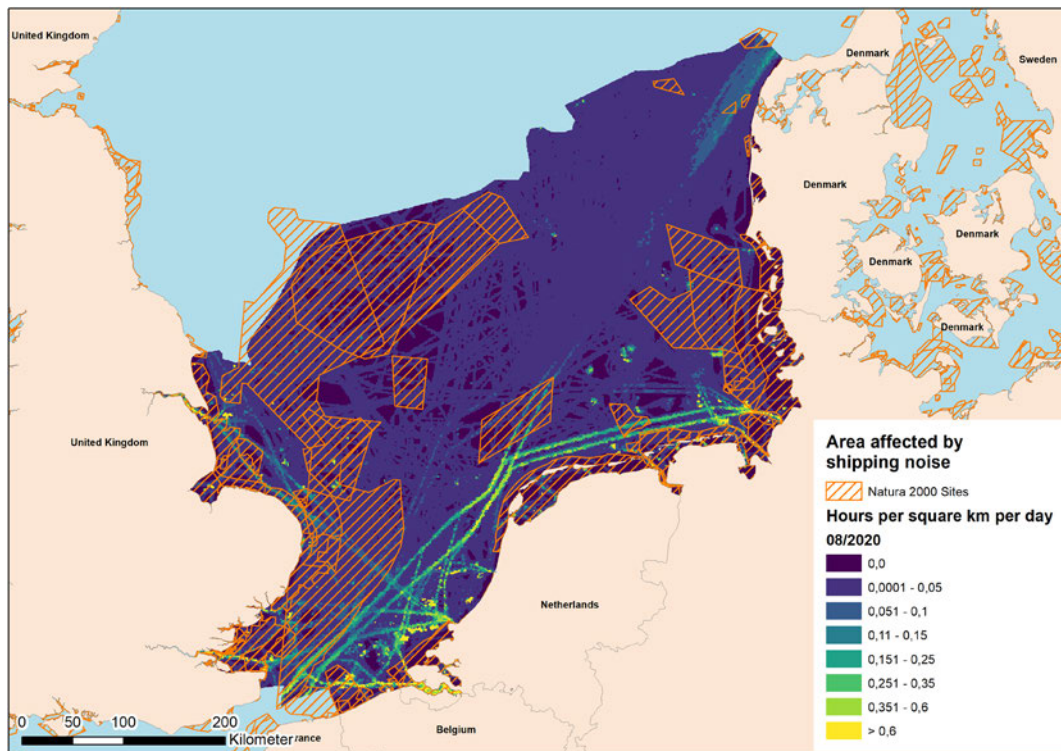 United Kingdom
Denmark
Sweden
Denmark
Denmark
Denmark
Denmark
United Kingdom
Netherlands
Belgium
rance
Area affected by
shipping noise
Natura 2000 Sites
Hours per square km per day
08/2020
0,0
0,0001 - 0,05
0,051 - 0,1
0,11 - 0,15
0,151 - 0,25
0,251 - 0,35
0,351 - 0,6
> 0,6
0 50 100 200
Kilometer